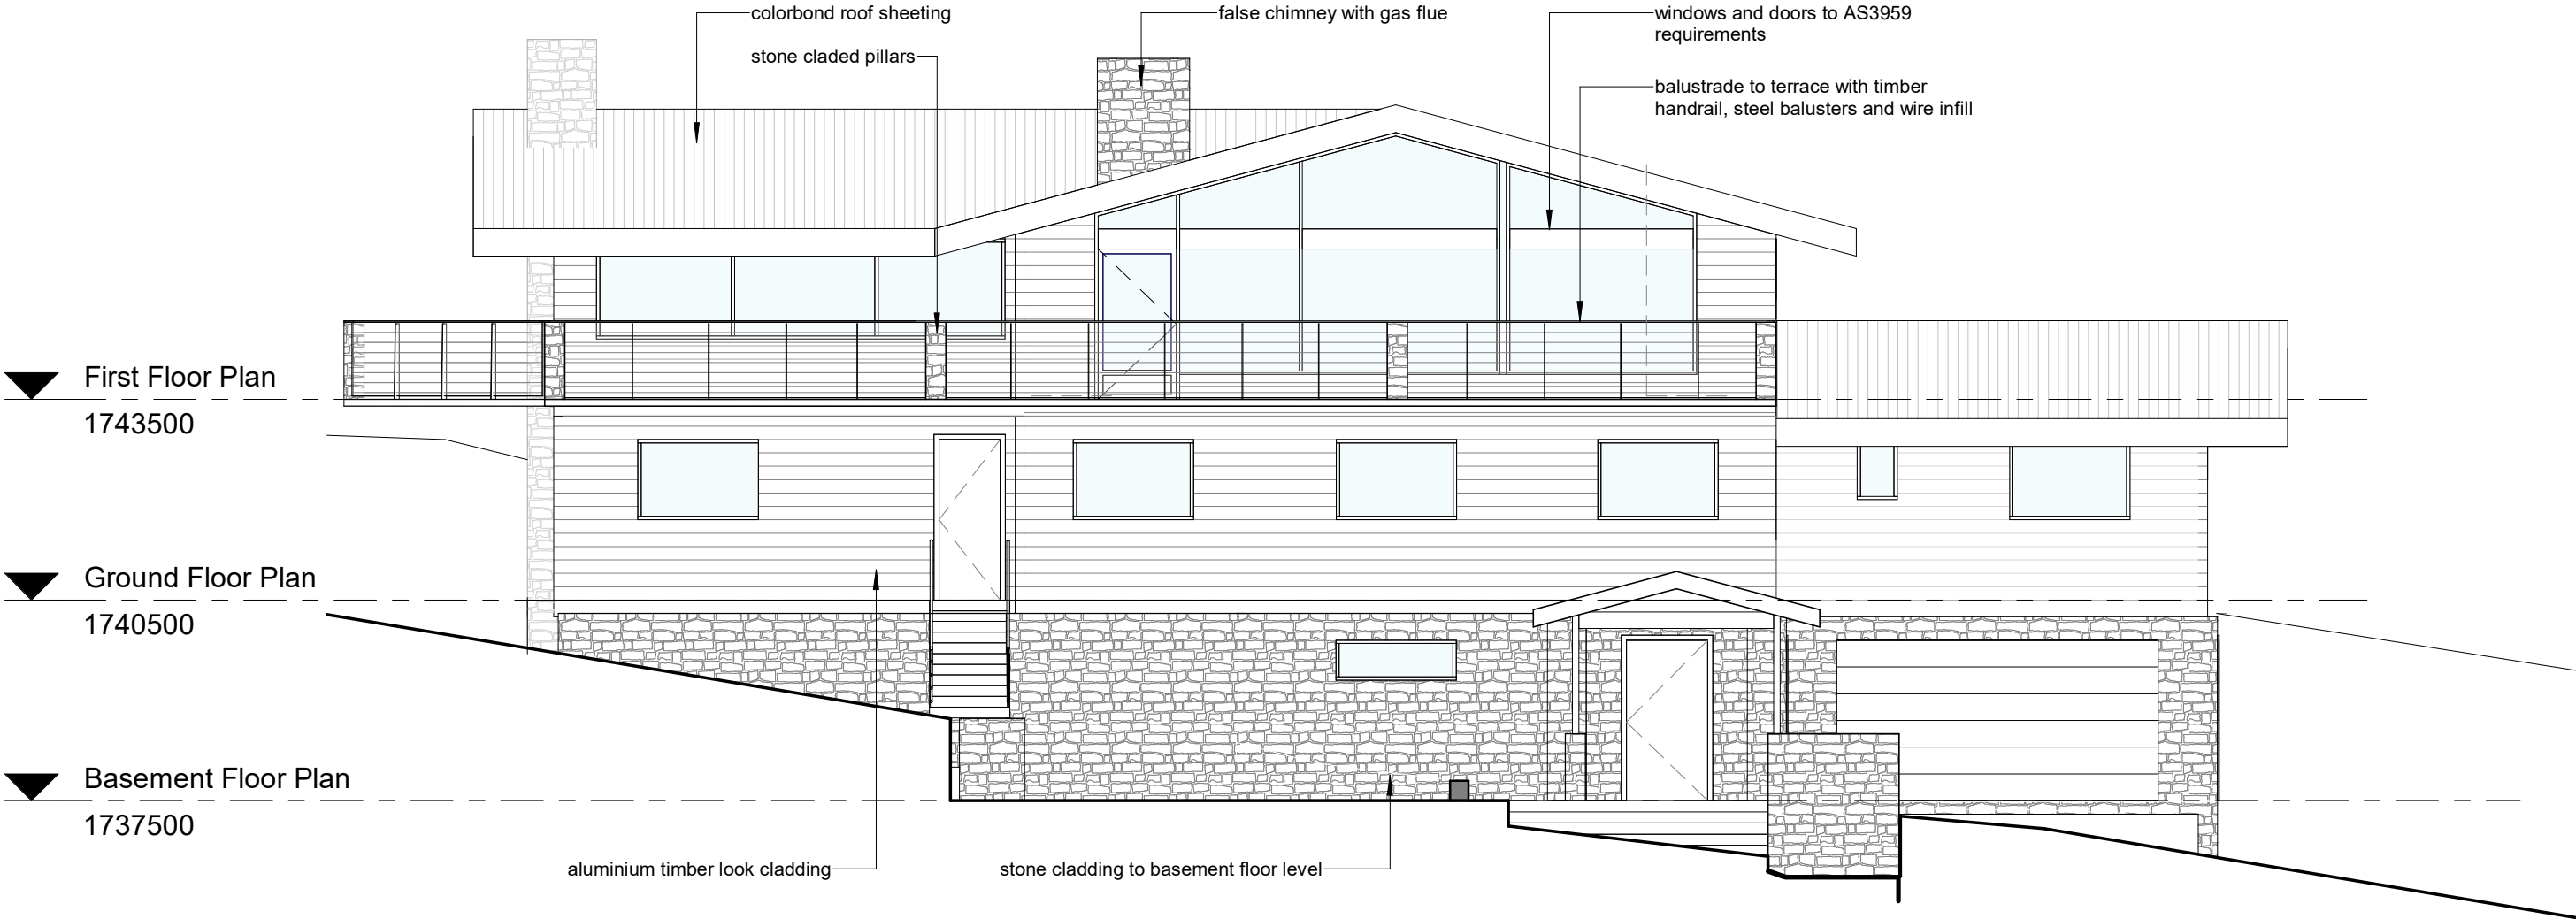 colorbond roof sheeting
false chimney with gas flue
windows and doors to AS3959
requirements
stone claded pillars
balustrade to terrace with timber
handrail, steel balusters and wire infill
First Floor Plan
1743500
Ground Floor Plan
1740500
Basement Floor Plan
1737500
aluminium timber look cladding
stone cladding to basement floor level